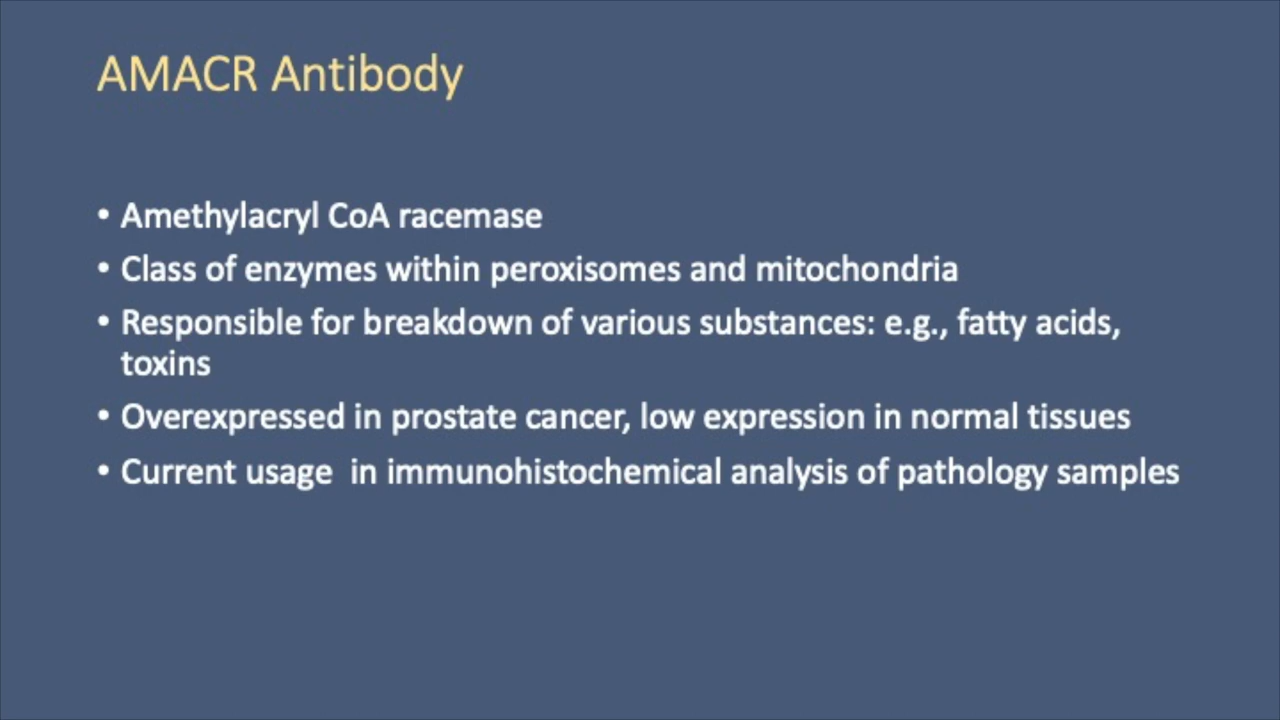 AMACR Antibody
• Amethylacryl CoA racemase
• Class of enzymes within peroxisomes and mitochondria
• Responsible for breakdown of various substances: e.g., fatty acids,
toxins
• Overexpressed in prostate cancer, low expression in normal tissues
• Current usage  in immunohistochemical analysis of pathology samples